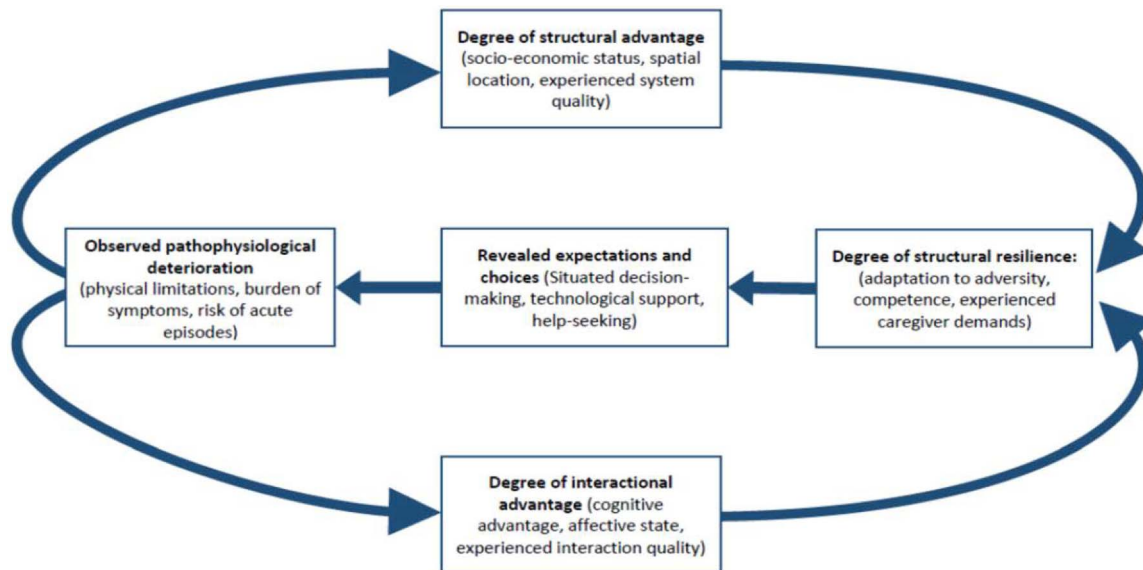 Degree of structural advantage
(socio-economic status, spatial
location, experienced system
quality)
Observed pathophysiological
deterioration
(physical limitations, burden of
symptoms, risk of acute
episodes)
Revealed expectations and
choices (Situated decision-
making, technological support,
help-seeking)
Degree of structural resilience:
(adaptation to adversity,
competence, experienced
caregiver demands)
Degree of interactional
advantage (cognitive
advantage, affective state,
experienced interaction quality)